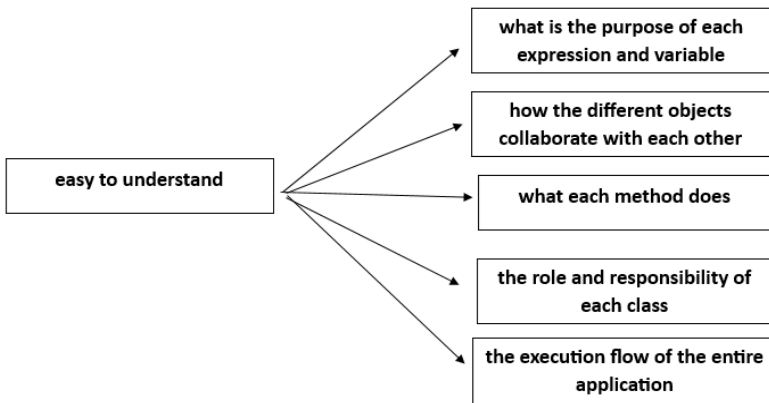 what is the purpose of each
expression and variable
how the different objects
collaborate with each other
easy to understand
what each method does
the role and responsibility of
each class
the execution flow of the entire
application